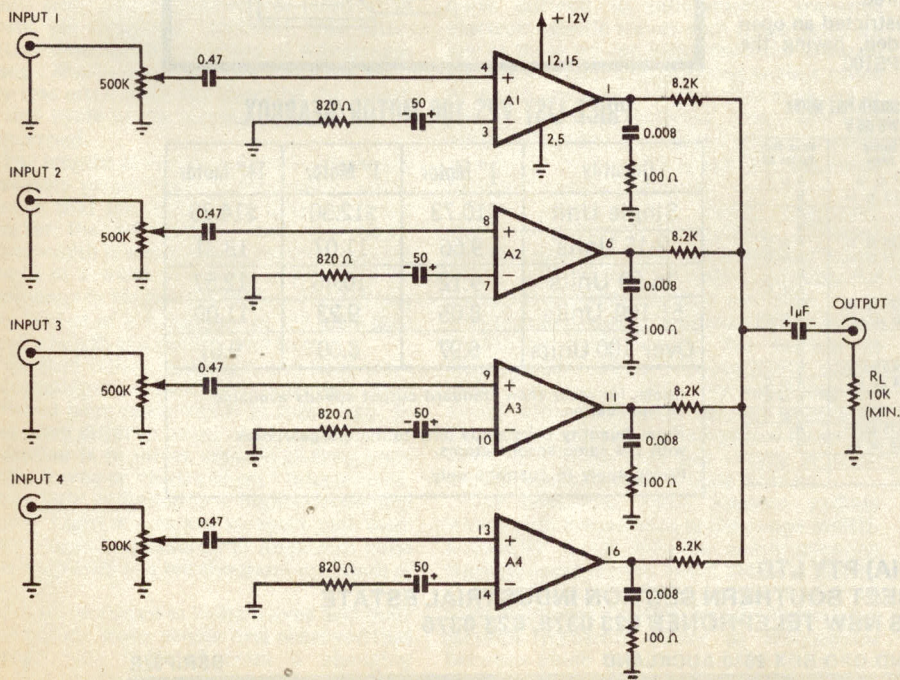 INPUT 1
+12V
0.47
4
+
12,15
500K
A1
1
8.2K
820 Ω
- 50 +
3
-
2,5
0.008
100 Ω
INPUT 2
0.47
8
+
500K
A2
6
8.2K
820 Ω
- 50 +
7
-
0.008
100 Ω
INPUT 3
0.47
9
+
500K
A3
11
8.2K
820 Ω
- 50 +
10
-
0.008
100 Ω
INPUT 4
0.47
13
+
500K
A4
16
8.2K
820 Ω
- 50 +
14
-
0.008
100 Ω
1µF
+ -
OUTPUT
RL
10K
(MIN.